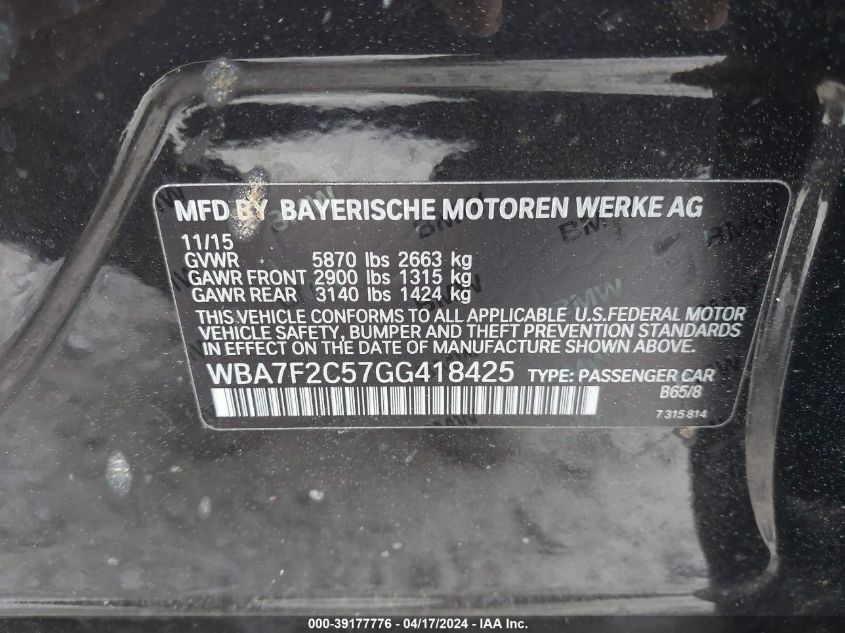 MFD BY BAYERISCHE MOTOREN WERKE AG
11/15
GVWR 5870 lbs 2663 kg
GAWR FRONT 2900 lbs 1315 kg
GAWR REAR 3140 lbs 1424 kg
THIS VEHICLE CONFORMS TO ALL APPLICABLE U.S.FEDERAL MOTOR
VEHICLE SAFETY, BUMPER AND THEFT PREVENTION STANDARDS
IN EFFECT ON THE DATE OF MANUFACTURE SHOWN ABOVE.
WBA7F2C57GG418425 TYPE: PASSENGER CAR
B65/8
7 315 814
000-39177776 - 04/17/2024 - IAA Inc.